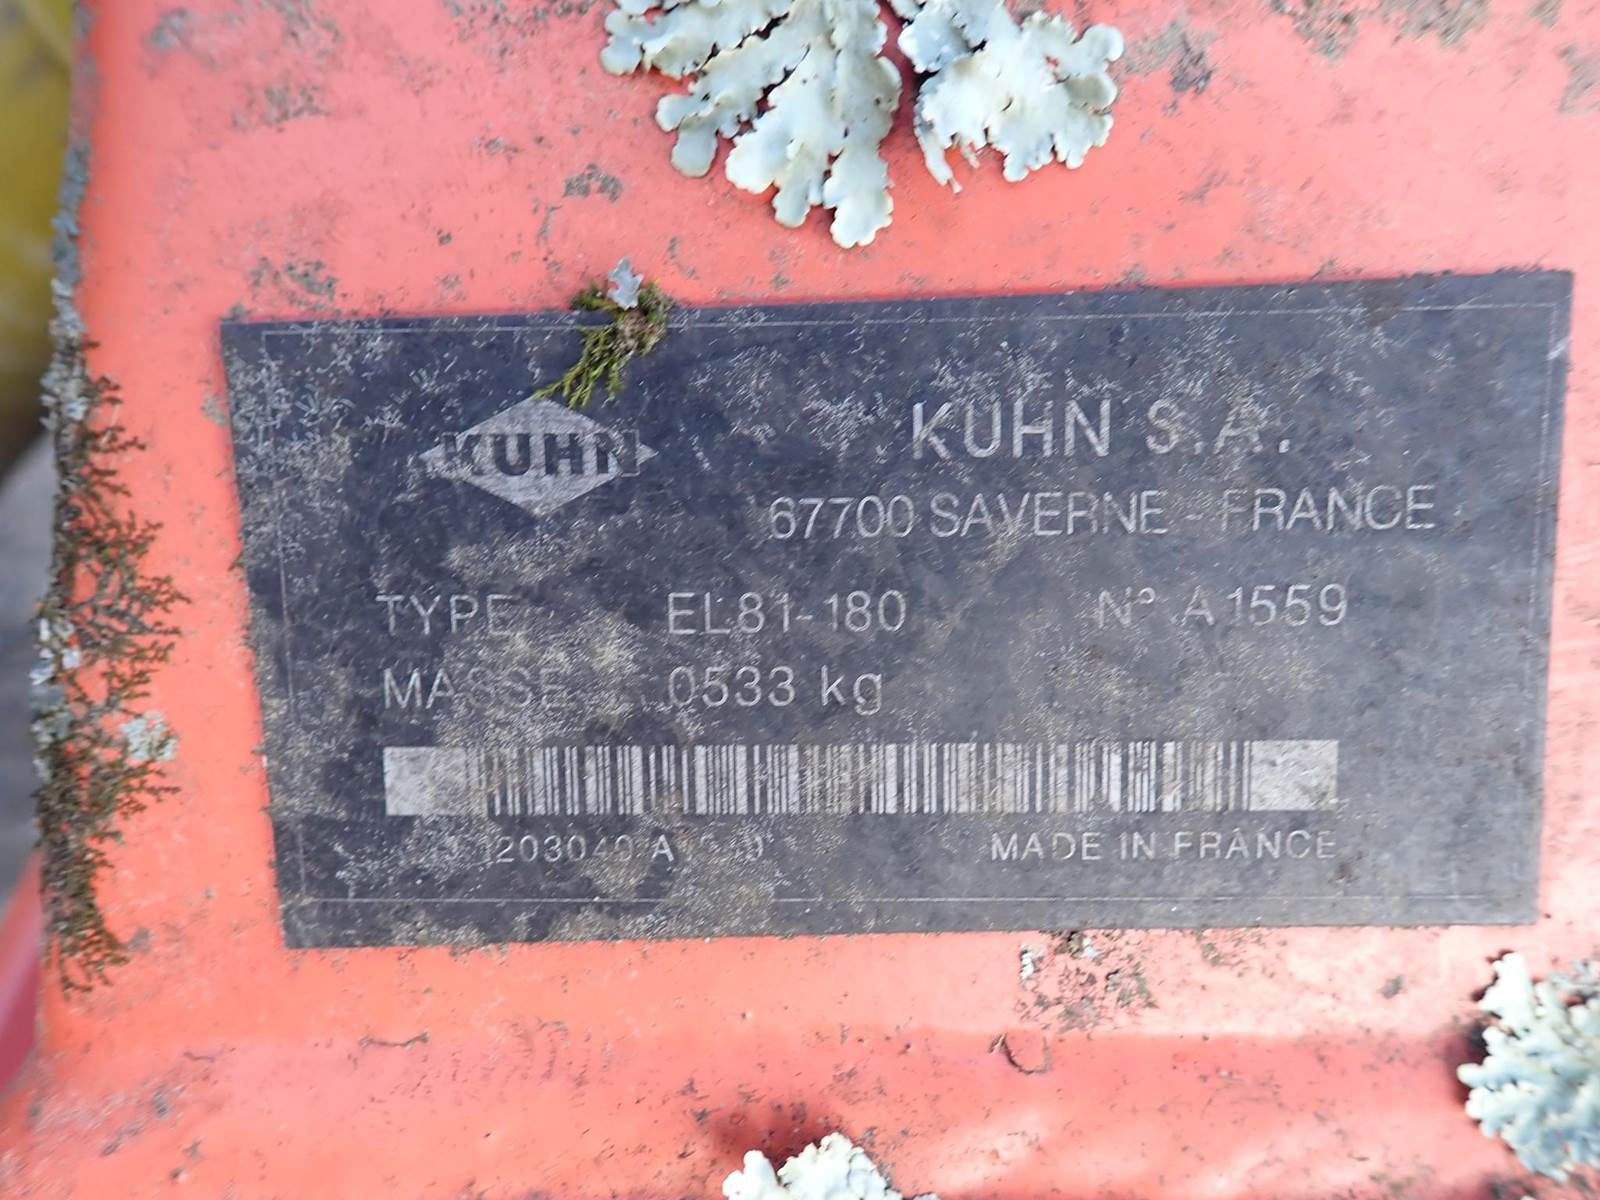 KUHN
KUHN S.A.
67700 SAVERNE - FRANCE
TYPE EL81-180 N° A1559
MASSE 0533 kg
MADE IN FRANCE